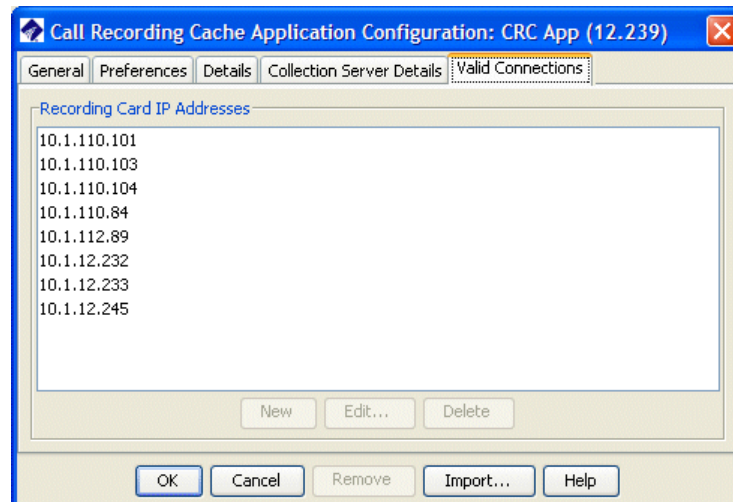 Call Recording Cache Application Configuration: CRC App (12.239)
General Preferences Details Collection Server Details Valid Connections
Recording Card IP Addresses
10.1.110.101
10.1.110.103
10.1.110.104
10.1.110.84
10.1.112.89
10.1.12.232
10.1.12.233
10.1.12.245
New Edit... Delete
OK Cancel Remove Import... Help